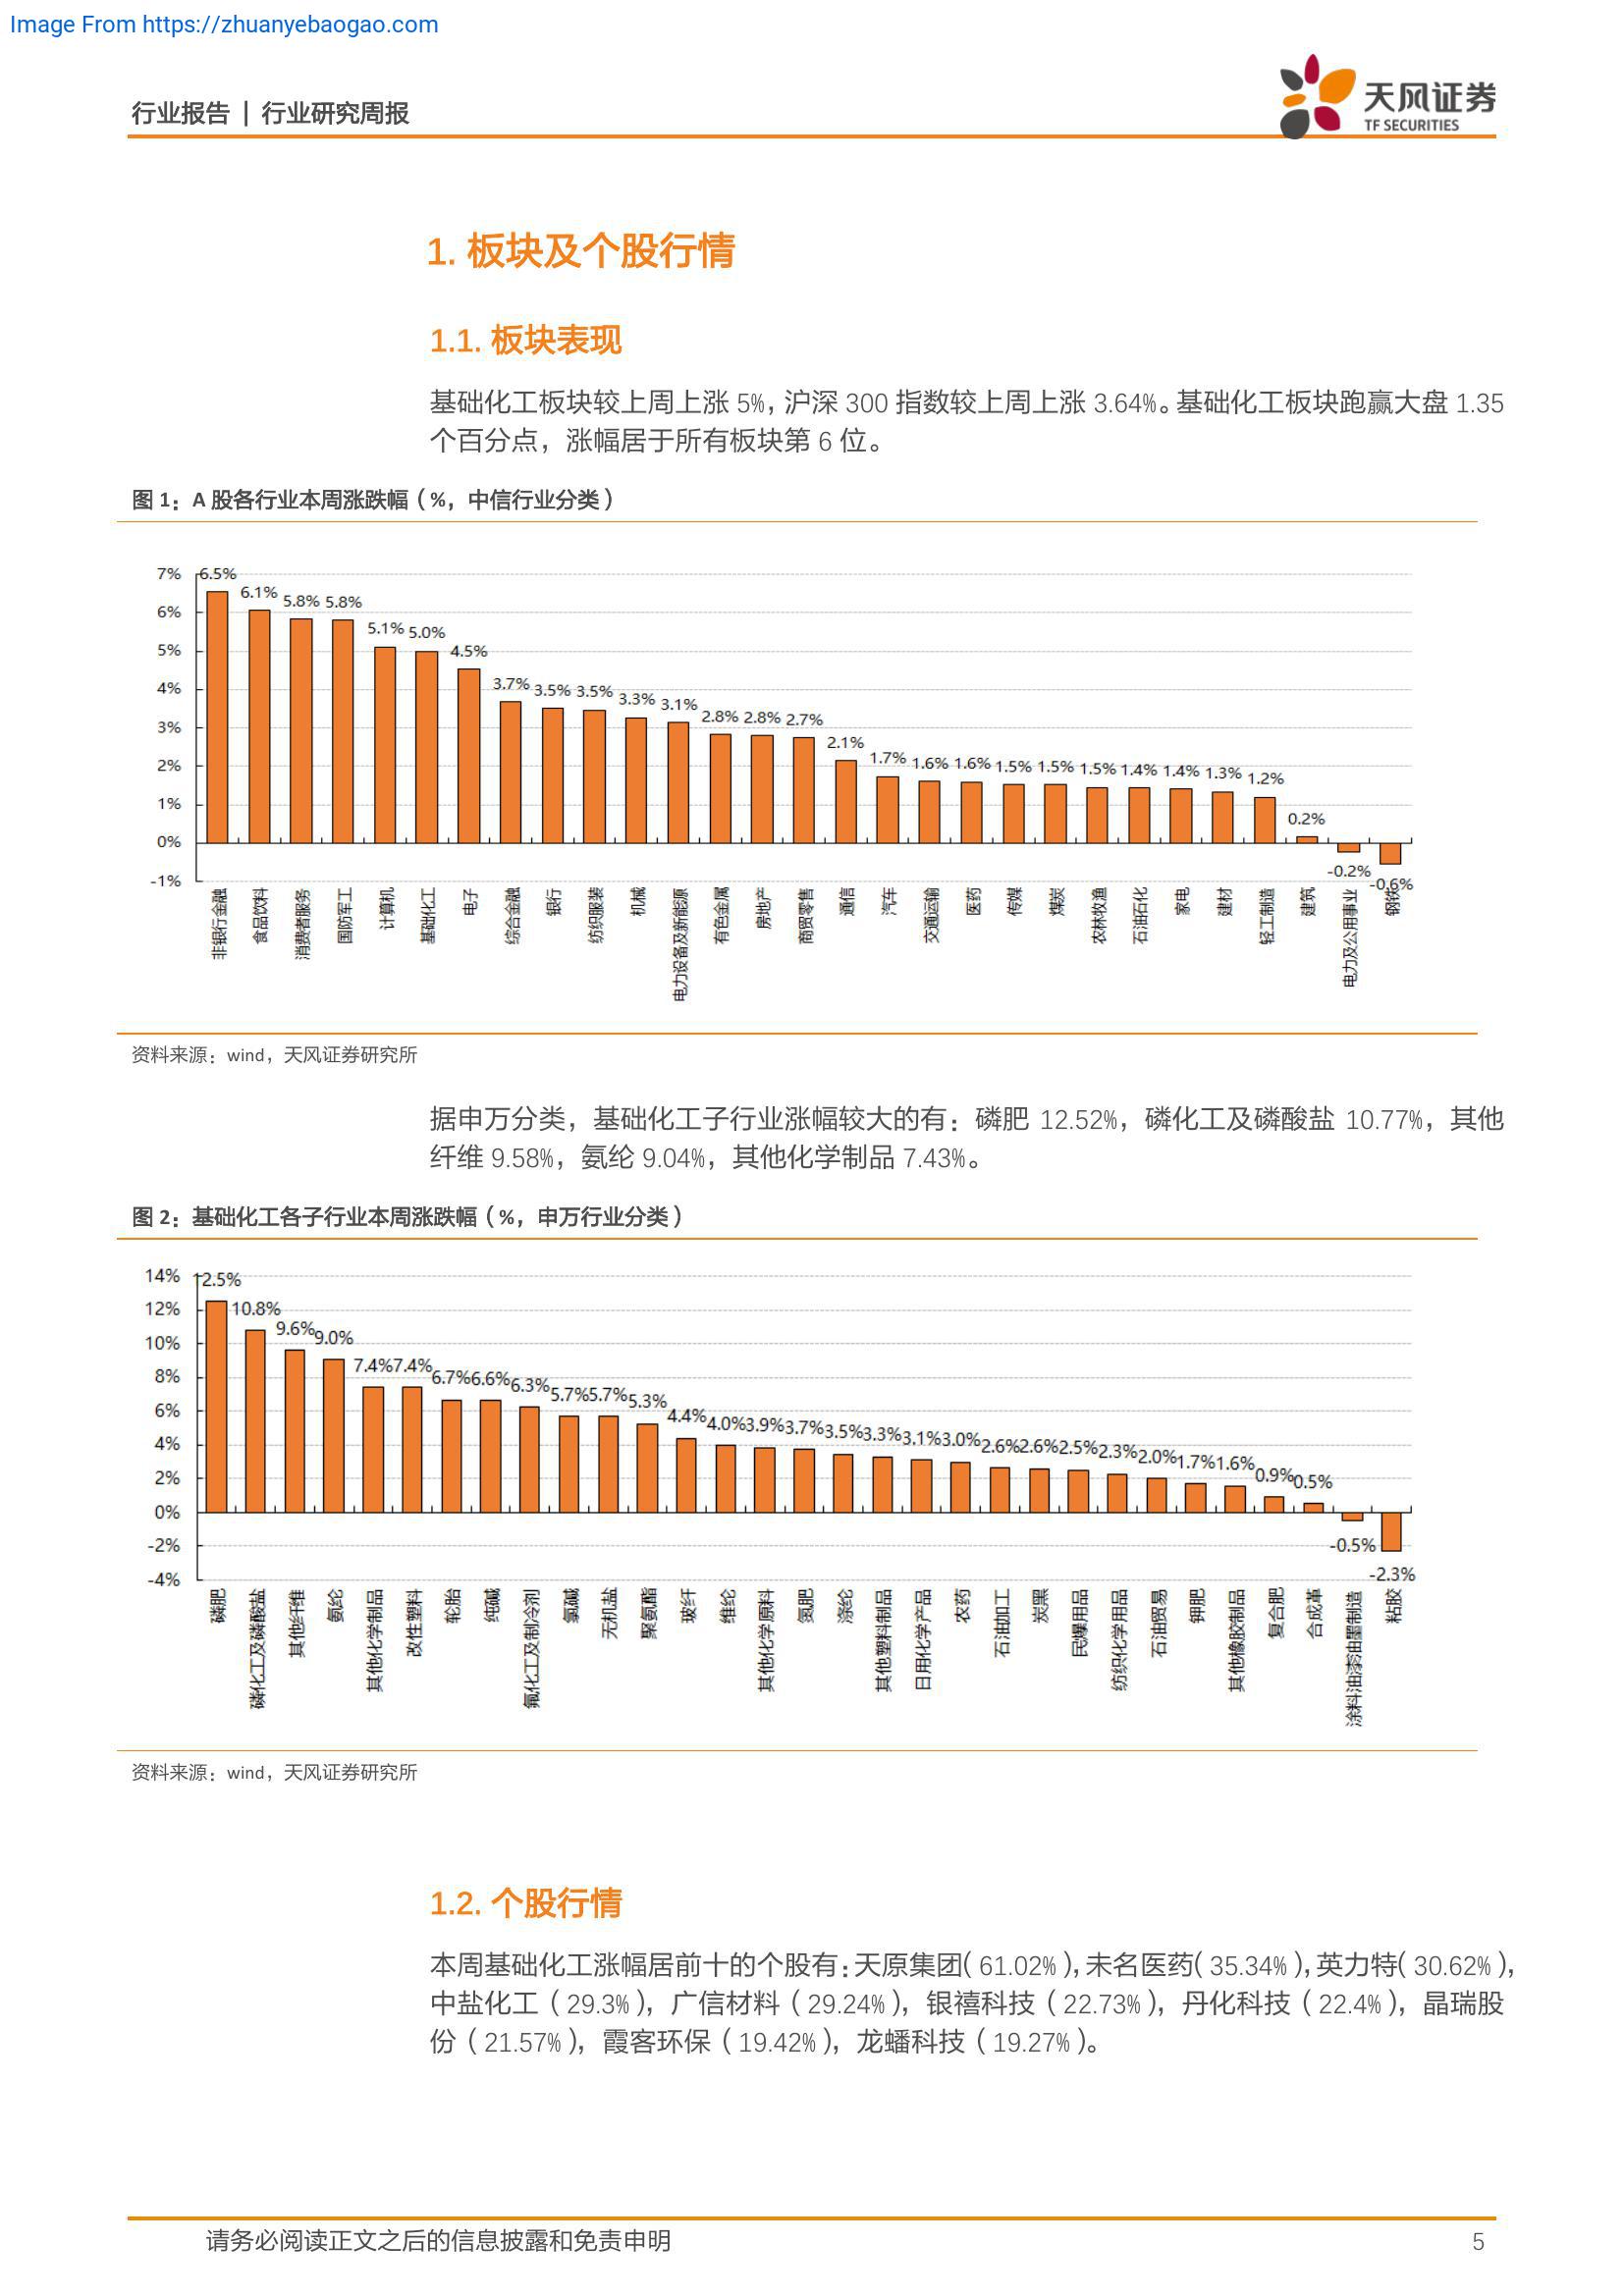 Image From https://zhuanyebaogao.com
行业报告 | 行业研究周报
天风证券
TF SECURITIES
1. 板块及个股行情
1.1. 板块表现
基础化工板块较上周上涨 5%，沪深 300 指数较上周上涨 3.64%。基础化工板块跑赢大盘 1.35
个百分点，涨幅居于所有板块第 6 位。
图 1：A 股各行业本周涨跌幅（%，中信行业分类）
7%
6%
5%
4%
3%
2%
1%
0%
-1%
6.5% 6.1% 5.8% 5.8% 5.1% 5.0% 4.5% 3.7% 3.5% 3.5% 3.3% 3.1% 2.8% 2.8% 2.7% 2.1% 1.7% 1.6% 1.6% 1.5% 1.5% 1.5% 1.4% 1.4% 1.3% 1.2% 0.2% -0.2% -0.6%
非银行金融
食品饮料
消费者服务
国防军工
计算机
基础化工
电子
综合金融
银行
纺织服装
机械
电力设备及新能源
有色金属
房地产
商贸零售
通信
汽车
交通运输
医药
传媒
煤炭
农林牧渔
石油石化
家电
建材
轻工制造
建筑
电力及公用事业
钢铁
资料来源：wind，天风证券研究所
据申万分类，基础化工子行业涨幅较大的有：磷肥 12.52%，磷化工及磷酸盐 10.77%，其他
纤维 9.58%，氨纶 9.04%，其他化学制品 7.43%。
图 2：基础化工各子行业本周涨跌幅（%，申万行业分类）
14%
12%
10%
8%
6%
4%
2%
0%
-2%
-4%
12.5% 10.8% 9.6% 9.0% 7.4% 7.4% 6.7% 6.6% 6.3% 5.7% 5.7% 5.3% 4.4% 4.0% 3.9% 3.7% 3.5% 3.3% 3.1% 3.0% 2.6% 2.6% 2.5% 2.3% 2.0% 1.7% 1.6% 0.9% 0.5% -0.5% -2.3%
磷肥
磷化工及磷酸盐
其他纤维
氨纶
其他化学制品
改性塑料
轮胎
纯碱
氟化工及制冷剂
氯碱
无机盐
聚氨酯
玻纤
维纶
其他化学原料
氮肥
涤纶
其他塑料制品
日用化学产品
农药
石油加工
炭黑
民爆用品
纺织化学用品
石油贸易
钾肥
其他橡胶制品
复合肥
合成革
涂料油漆油墨制造
粘胶
资料来源：wind，天风证券研究所
1.2. 个股行情
本周基础化工涨幅居前十的个股有：天原集团（61.02%），未名医药（35.34%），英力特（30.62%），
中盐化工（29.3%），广信材料（29.24%），银禧科技（22.73%），丹化科技（22.4%），晶瑞股
份（21.57%），霞客环保（19.42%），龙蟠科技（19.27%）。
请务必阅读正文之后的信息披露和免责申明
5